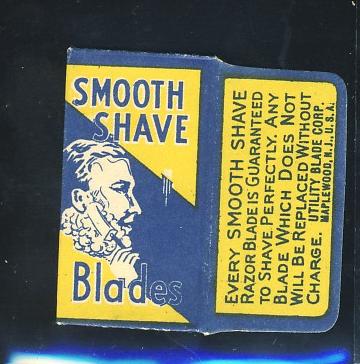 SMOOTH
SHAVE
Blades
EVERY SMOOTH SHAVE
RAZOR BLADE IS GUARANTEED
TO SHAVE PERFECTLY. ANY
BLADE WHICH DOES NOT
WILL BE REPLACED WITHOUT
CHARGE. UTILITY BLADE CORP.
MAPLEWOOD, N.J., U.S.A.